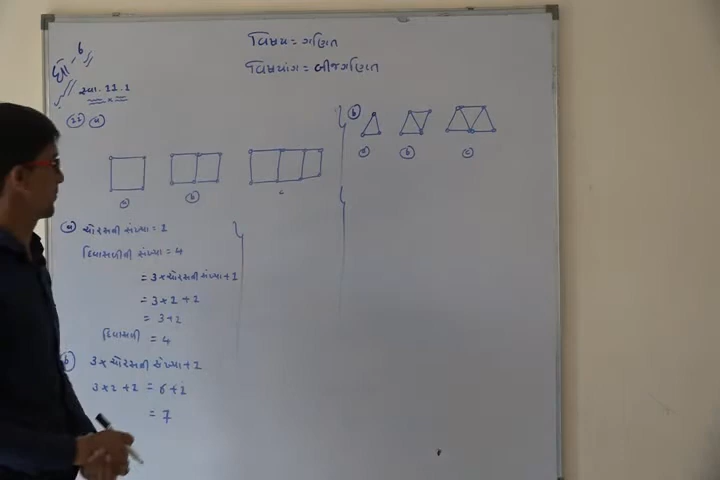 વિષય = ગણિત
વિષયાંગ = બીજગણિત
ધો - 6
સ્વા. 11.1
11 a
b
a b c
a b c
a ચોરસની સંખ્યા = 1
દિવાસળીની સંખ્યા = 4
= 3 × ચોરસની સંખ્યા + 1
= 3 × 1 + 1
= 3 + 1
દિવાસળી = 4
b 3 × ચોરસની સંખ્યા + 1
3 × 2 + 1 = 6 + 1
= 7